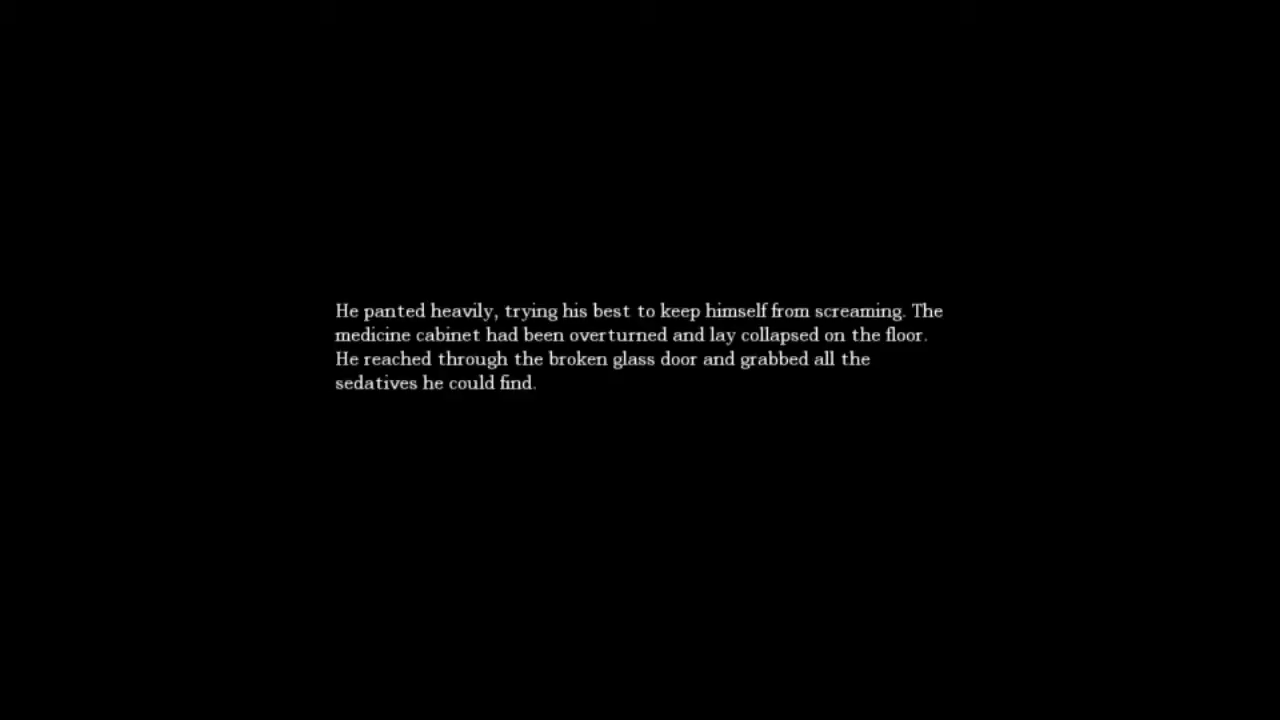 He panted heavily, trying his best to keep himself from screaming. The
medicine cabinet had been overturned and lay collapsed on the floor.
He reached through the broken glass door and grabbed all the
sedatives he could find.